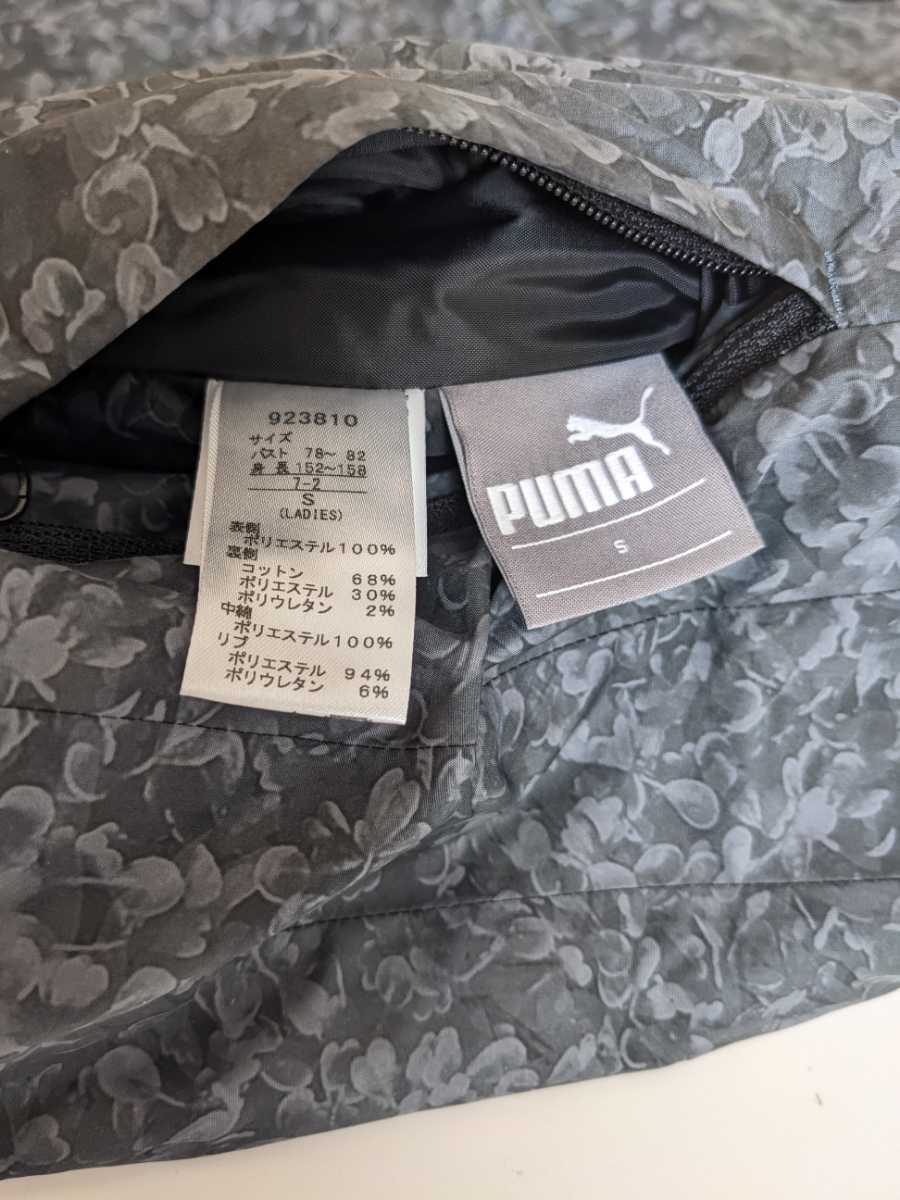 923810
サイズ
バスト 78～ 82
身 長 152～158
7-2
S
(LADIES)
表側
ポリエステル100%
裏側
コットン 68%
ポリエステル 30%
ポリウレタン 2%
中綿
ポリエステル100%
リブ
ポリエステル 94%
ポリウレタン 6%
PUMA
S